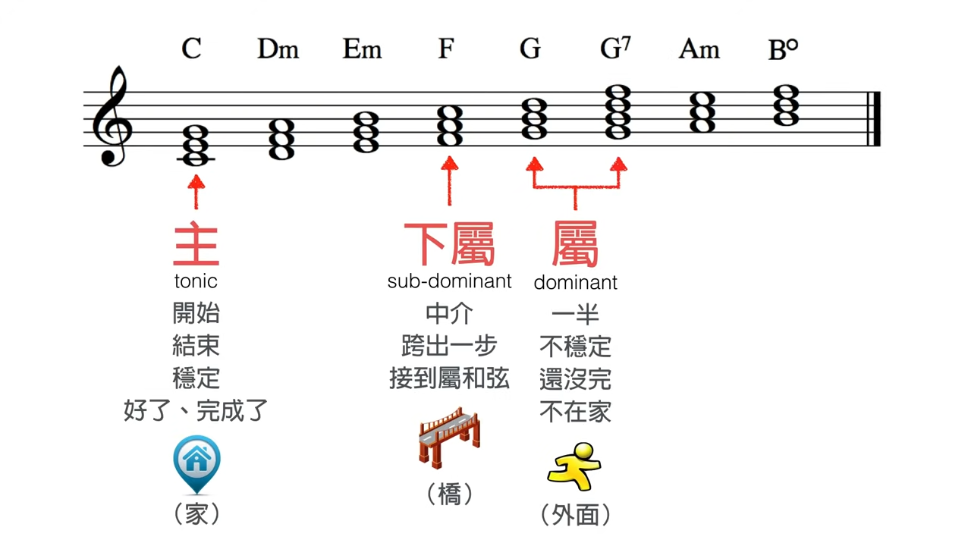 C Dm Em F G G⁷ Am B°
主
tonic
開始
結束
穩定
好了、完成了
（家）
下屬
sub-dominant
中介
跨出一步
接到屬和弦
（橋）
屬
dominant
一半
不穩定
還沒完
不在家
（外面）